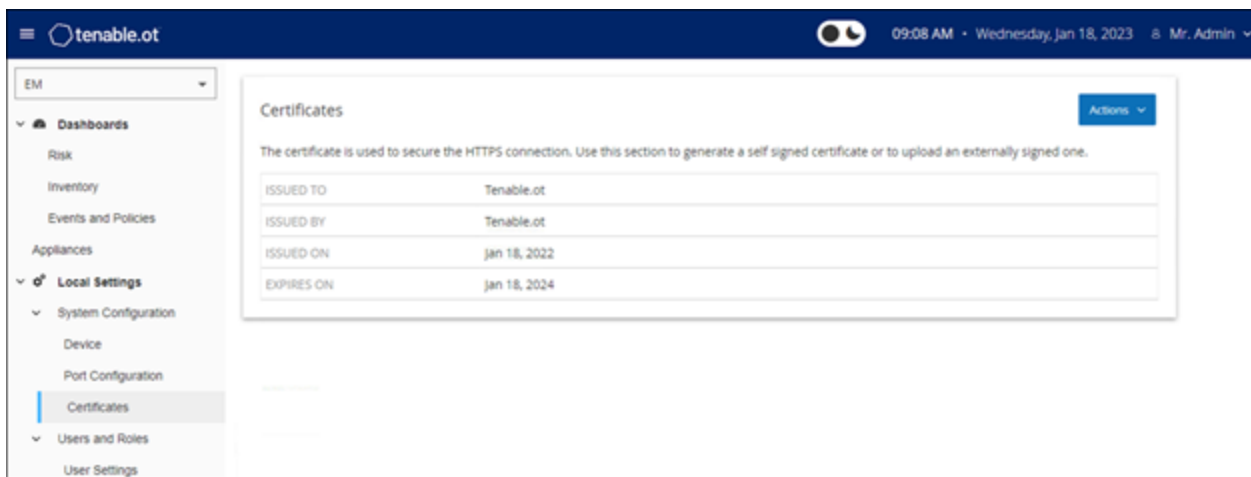 tenable.ot
09:08 AM • Wednesday, Jan 18, 2023 Mr. Admin
EM
Dashboards
Risk
Inventory
Events and Policies
Appliances
Local Settings
System Configuration
Device
Port Configuration
Certificates
Users and Roles
User Settings
Certificates
Actions
The certificate is used to secure the HTTPS connection. Use this section to generate a self signed certificate or to upload an externally signed one.
ISSUED TO Tenable.ot
ISSUED BY Tenable.ot
ISSUED ON Jan 18, 2022
EXPIRES ON Jan 18, 2024